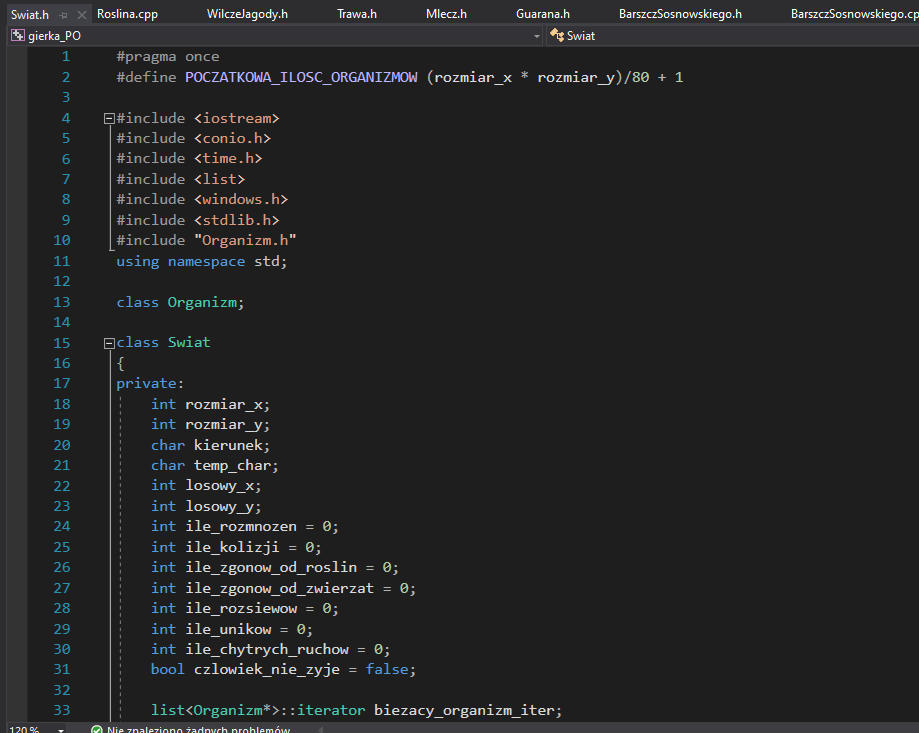 Swiat.h Roslina.cpp WilczeJagody.h Trawa.h Mlecz.h Guarana.h BarszczSosnowskiego.h BarszczSosnowskiego.cp
gierka_PO Swiat
1 #pragma once
2 #define POCZATKOWA_ILOSC_ORGANIZMOW (rozmiar_x * rozmiar_y)/80 + 1
3
4 #include <iostream>
5 #include <conio.h>
6 #include <time.h>
7 #include <list>
8 #include <windows.h>
9 #include <stdlib.h>
10 #include "Organizm.h"
11 using namespace std;
12
13 class Organizm;
14
15 class Swiat
16 {
17 private:
18 int rozmiar_x;
19 int rozmiar_y;
20 char kierunek;
21 char temp_char;
22 int losowy_x;
23 int losowy_y;
24 int ile_rozmnozen = 0;
25 int ile_kolizji = 0;
26 int ile_zgonow_od_roslin = 0;
27 int ile_zgonow_od_zwierzat = 0;
28 int ile_rozsiewow = 0;
29 int ile_unikow = 0;
30 int ile_chytrych_ruchow = 0;
31 bool czlowiek_nie_zyje = false;
32
33 list<Organizm*>::iterator biezacy_organizm_iter;
120 % Nie znaleziono żadnych problemów